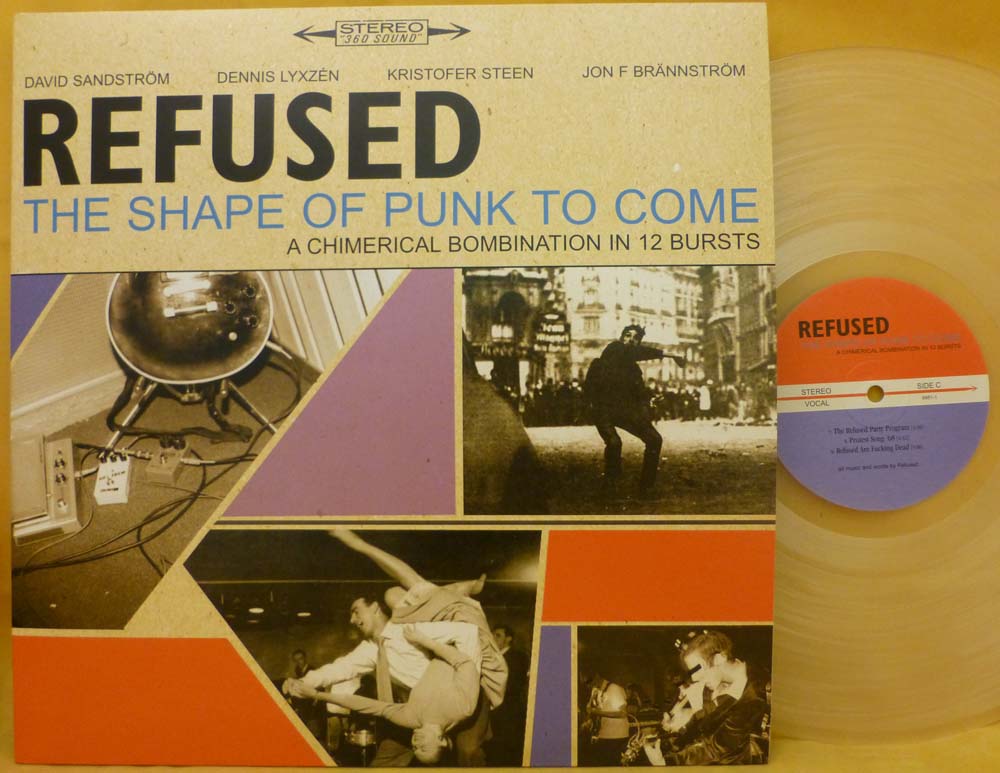 STEREO
"360 SOUND"
DAVID SANDSTRÖM DENNIS LYXZÉN KRISTOFER STEEN JON F BRÄNNSTRÖM
REFUSED
THE SHAPE OF PUNK TO COME
A CHIMERICAL BOMBINATION IN 12 BURSTS
REFUSED
A CHIMERICAL BOMBINATION IN 12 BURSTS
STEREO SIDE C
VOCAL
The Refused Party Program
Protest Song '68
Refused Are Fucking Dead
all music and words by Refused